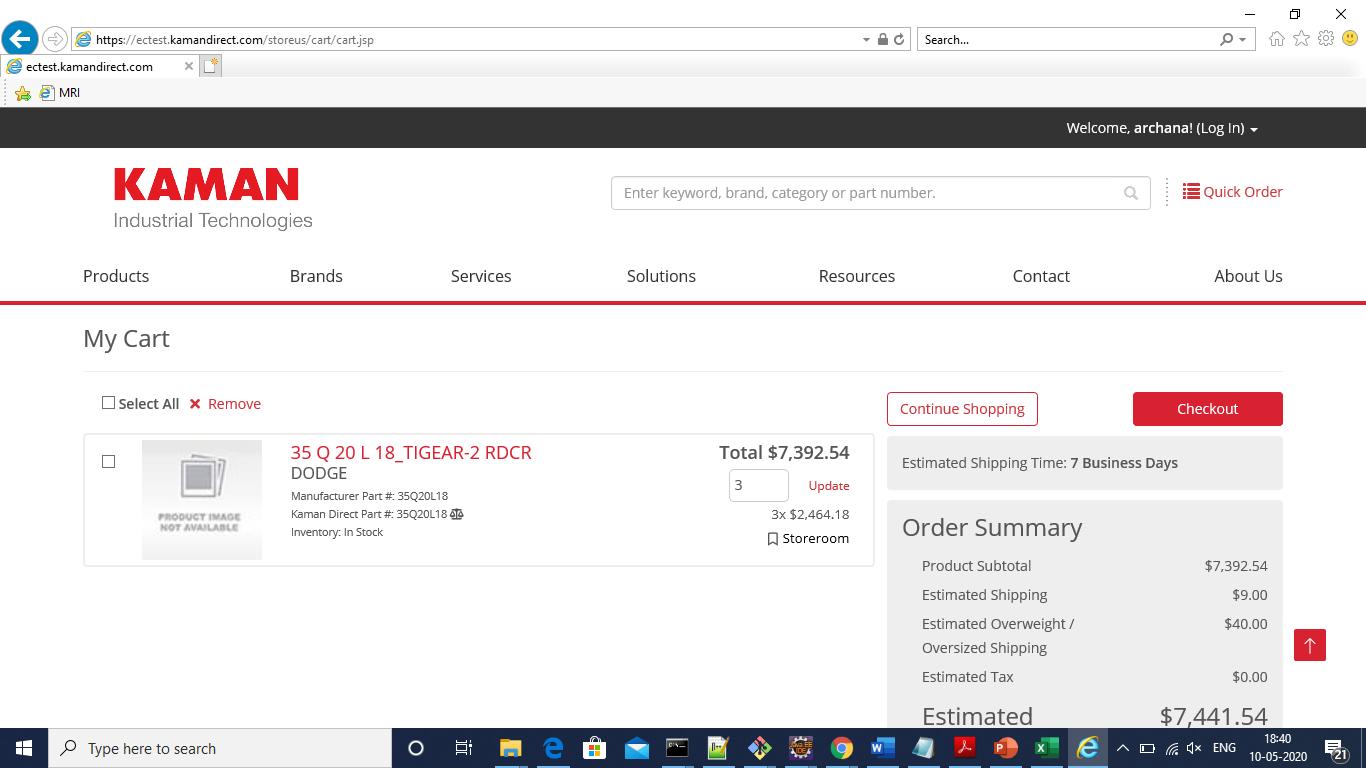 https://ectest.kamandirect.com/storeus/cart/cart.jsp
Search...
ectest.kamandirect.com
MRI
Welcome, archana! (Log In)
KAMAN
Industrial Technologies
Enter keyword, brand, category or part number.
Quick Order
Products Brands Services Solutions Resources Contact About Us
My Cart
Select All Remove
Continue Shopping
Checkout
PRODUCT IMAGE
NOT AVAILABLE
35 Q 20 L 18_TIGEAR-2 RDCR
DODGE
Manufacturer Part #: 35Q20L18
Kaman Direct Part #: 35Q20L18
Inventory: In Stock
Total $7,392.54
3 Update
3x $2,464.18
Storeroom
Estimated Shipping Time: 7 Business Days
Order Summary
Product Subtotal $7,392.54
Estimated Shipping $9.00
Estimated Overweight / $40.00
Oversized Shipping
Estimated Tax $0.00
Estimated $7,441.54
Type here to search
ENG
18:40
10-05-2020
21